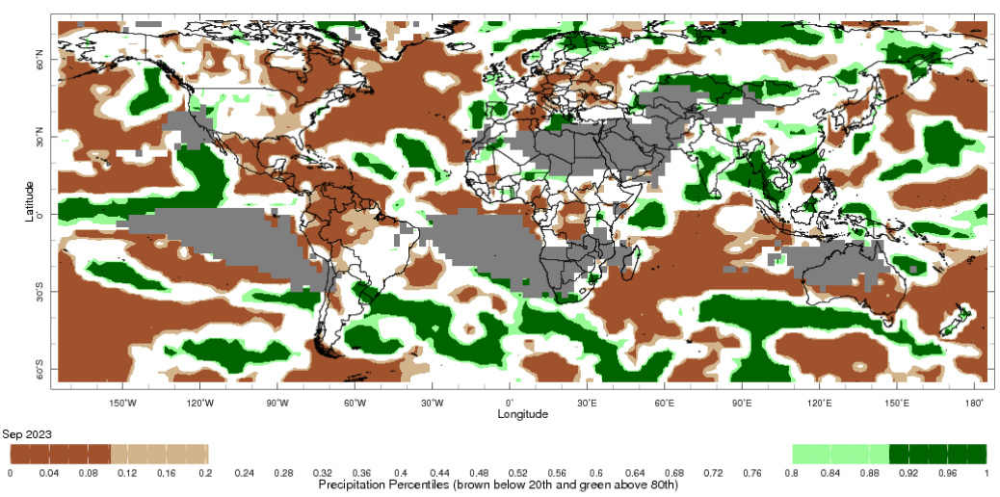 60°N
30°N
0°
30°S
60°S
Latitude
150°W 120°W 90°W 60°W 30°W 0° 30°E 60°E 90°E 120°E 150°E 180°
Longitude
Sep 2023
0 0.04 0.08 0.12 0.16 0.2 0.24 0.28 0.32 0.36 0.4 0.44 0.48 0.52 0.56 0.6 0.64 0.68 0.72 0.76 0.8 0.84 0.88 0.92 0.96 1
Precipitation Percentiles (brown below 20th and green above 80th)